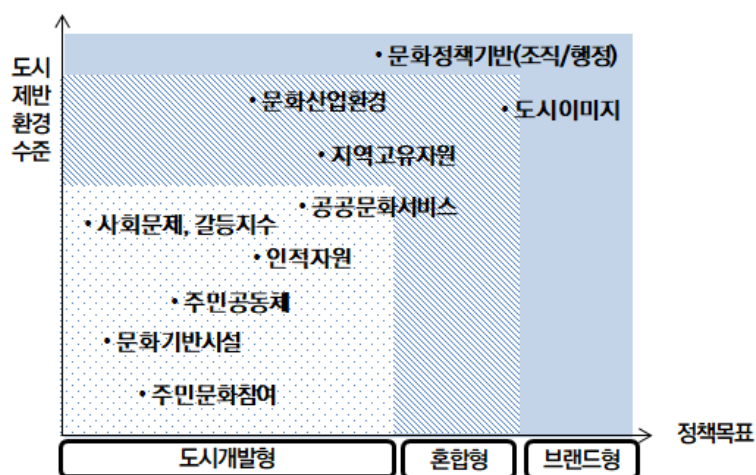 도시
제반
환경
수준
• 문화정책기반(조직/행정)
• 문화산업환경
• 도시이미지
• 지역고유자원
• 공공문화서비스
• 사회문제, 갈등지수
• 인적자원
• 주민공동체
• 문화기반시설
• 주민문화참여
정책목표
도시개발형
혼합형
브랜드형